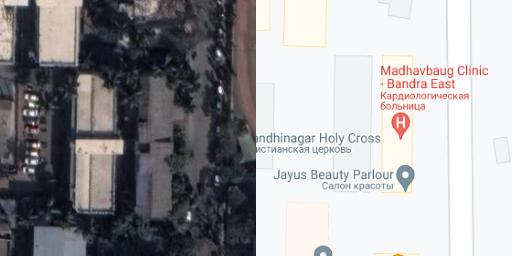 Madhavbaug Clinic
- Bandra East
Кардиологическая
больница
H
andhinagar Holy Cross
истианская церковь
Jayus Beauty Parlour
Салон красоты